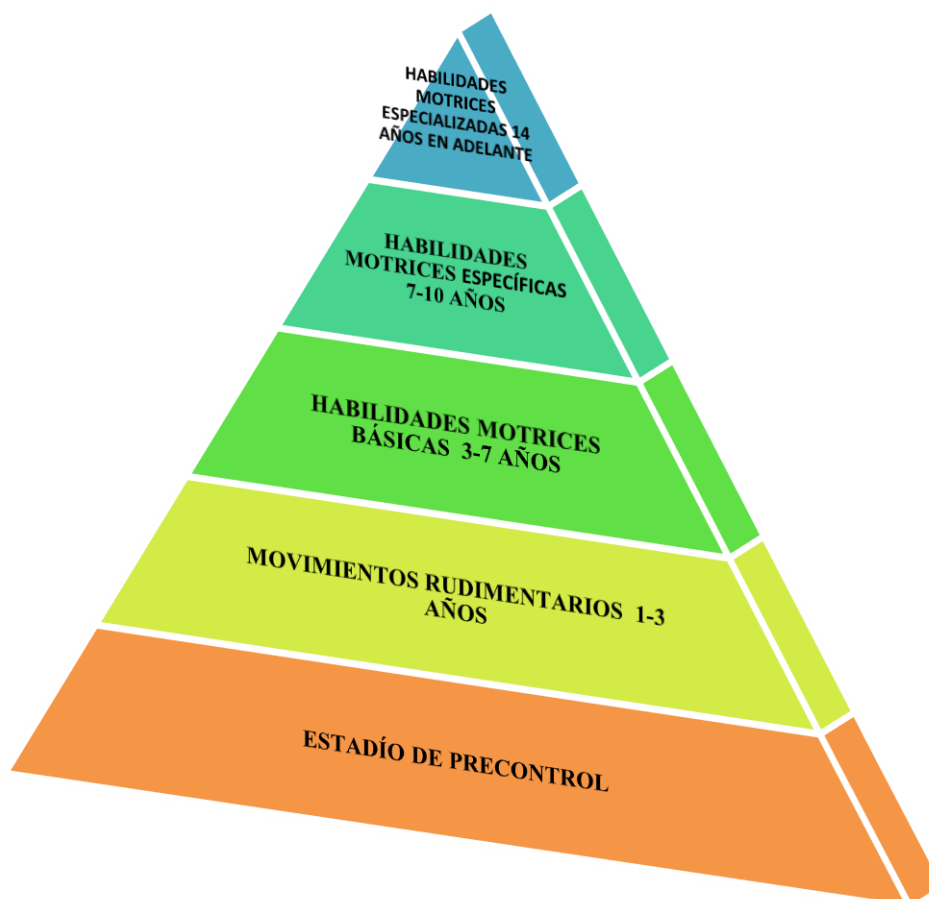 HABILIDADES
MOTRICES
ESPECIALIZADAS 14
AÑOS EN ADELANTE
HABILIDADES
MOTRICES ESPECÍFICAS
7-10 AÑOS
HABILIDADES MOTRICES
BÁSICAS 3-7 AÑOS
MOVIMIENTOS RUDIMENTARIOS 1-3
AÑOS
ESTADÍO DE PRECONTROL